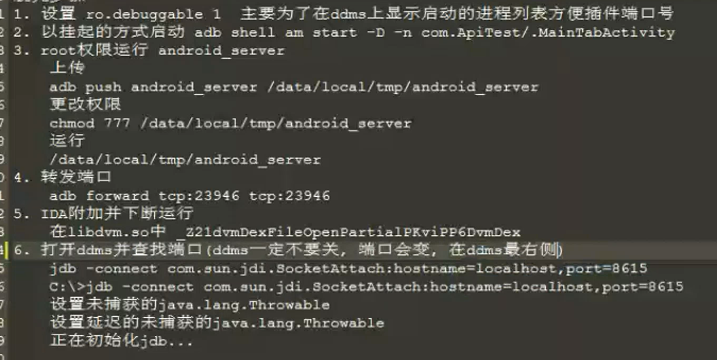 1. 设置 ro.debuggable 1 主要为了在ddms上显示启动的进程列表方便插件端口号
2. 以挂起的方式启动 adb shell am start -D -n com.ApiTest/.MainTabActivity
3. root权限运行 android_server
上传
adb push android_server /data/local/tmp/android_server
更改权限
chmod 777 /data/local/tmp/android_server
运行
/data/local/tmp/android_server
4. 转发端口
adb forward tcp:23946 tcp:23946
5. IDA附加并下断运行
在libdvm.so中 _Z21dvmDexFileOpenPartialPKviPP6DvmDex
6. 打开ddms并查找端口(ddms一定不要关, 端口会变, 在ddms最右侧)
jdb -connect com.sun.jdi.SocketAttach:hostname=localhost,port=8615
C:\>jdb -connect com.sun.jdi.SocketAttach:hostname=localhost,port=8615
设置未捕获的java.lang.Throwable
设置延迟的未捕获的java.lang.Throwable
正在初始化jdb...